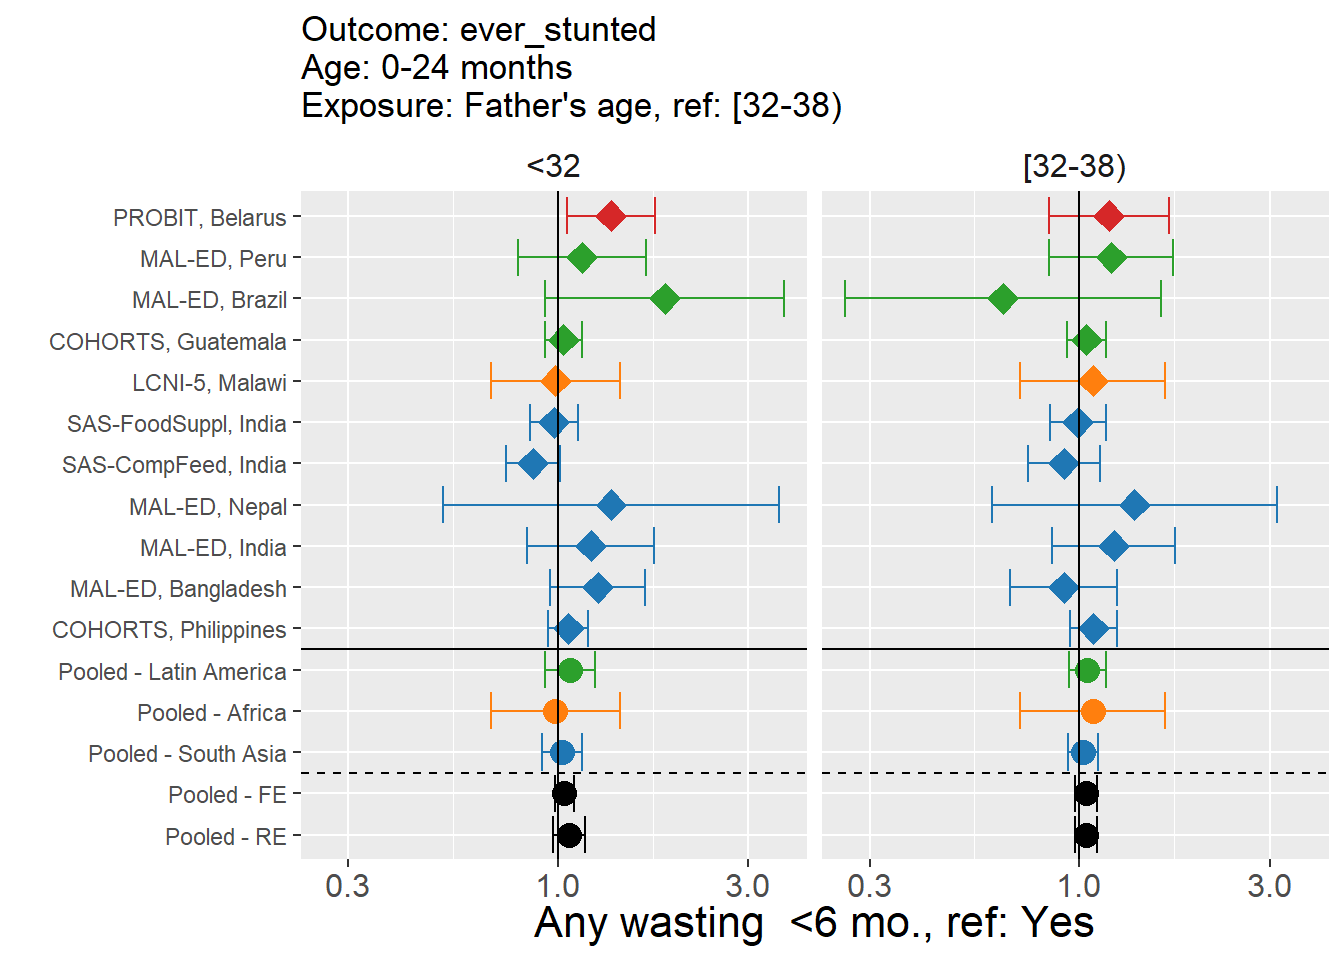 Outcome: ever_stunted
Age: 0-24 months
Exposure: Father's age, ref: [32-38)
<32
[32-38)
PROBIT, Belarus
MAL-ED, Peru
MAL-ED, Brazil
COHORTS, Guatemala
LCNI-5, Malawi
SAS-FoodSuppl, India
SAS-CompFeed, India
MAL-ED, Nepal
MAL-ED, India
MAL-ED, Bangladesh
COHORTS, Philippines
Pooled - Latin America
Pooled - Africa
Pooled - South Asia
Pooled - FE
Pooled - RE
0.3 1.0 3.0 0.3 1.0 3.0
Any wasting  <6 mo., ref: Yes